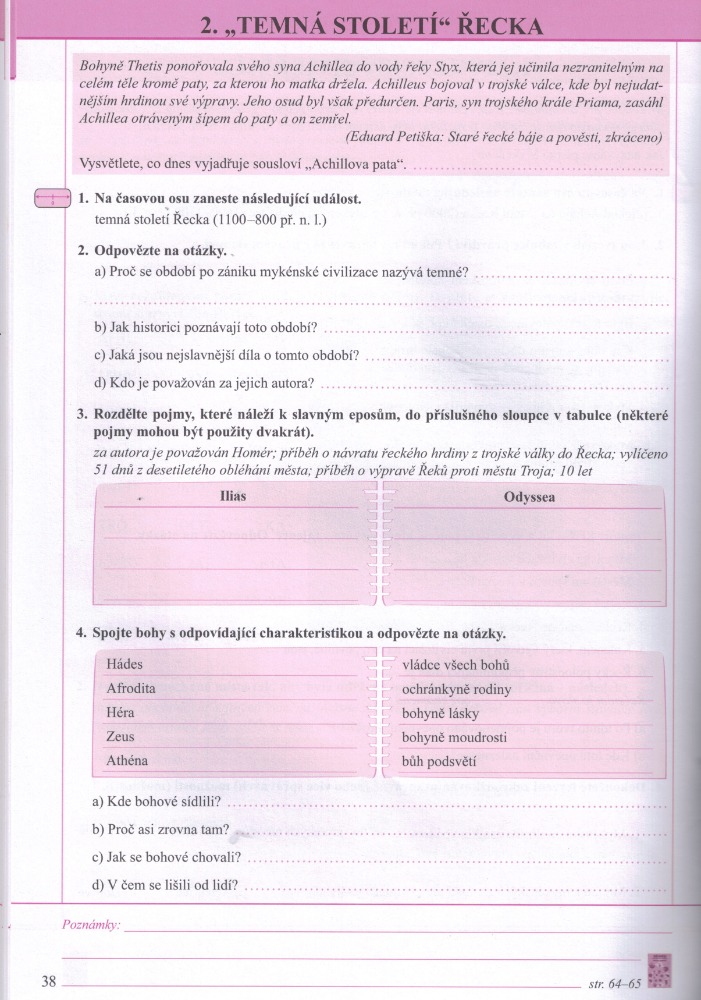 2. „TEMNÁ STOLETÍ“ ŘECKA
Bohyně Thetis ponořovala svého syna Achillea do vody řeky Styx, která jej učinila nezranitelným na
celém těle kromě paty, za kterou ho matka držela. Achilleus bojoval v trojské válce, kde byl nejudat-
nějším hrdinou své výpravy. Jeho osud byl však předurčen. Paris, syn trojského krále Priama, zasáhl
Achillea otráveným šípem do paty a on zemřel.
(Eduard Petiška: Staré řecké báje a pověsti, zkráceno)
Vysvětlete, co dnes vyjadřuje sousloví „Achillova pata“.
1. Na časovou osu zaneste následující událost.
temná století Řecka (1100–800 př. n. l.)
2. Odpovězte na otázky.
a) Proč se období po zániku mykénské civilizace nazývá temné?
b) Jak historici poznávají toto období?
c) Jaká jsou nejslavnější díla o tomto období?
d) Kdo je považován za jejich autora?
3. Rozdělte pojmy, které náleží k slavným eposům, do příslušného sloupce v tabulce (některé
pojmy mohou být použity dvakrát).
za autora je považován Homér; příběh o návratu řeckého hrdiny z trojské války do Řecka; vylíčeno
51 dnů z desetiletého obléhání města; příběh o výpravě Řeků proti městu Troja; 10 let
Ilias Odyssea
4. Spojte bohy s odpovídající charakteristikou a odpovězte na otázky.
Hádes vládce všech bohů
Afrodita ochránkyně rodiny
Héra bohyně lásky
Zeus bohyně moudrosti
Athéna bůh podsvětí
a) Kde bohové sídlili?
b) Proč asi zrovna tam?
c) Jak se bohové chovali?
d) V čem se lišili od lidí?
Poznámky:
38 str. 64–65